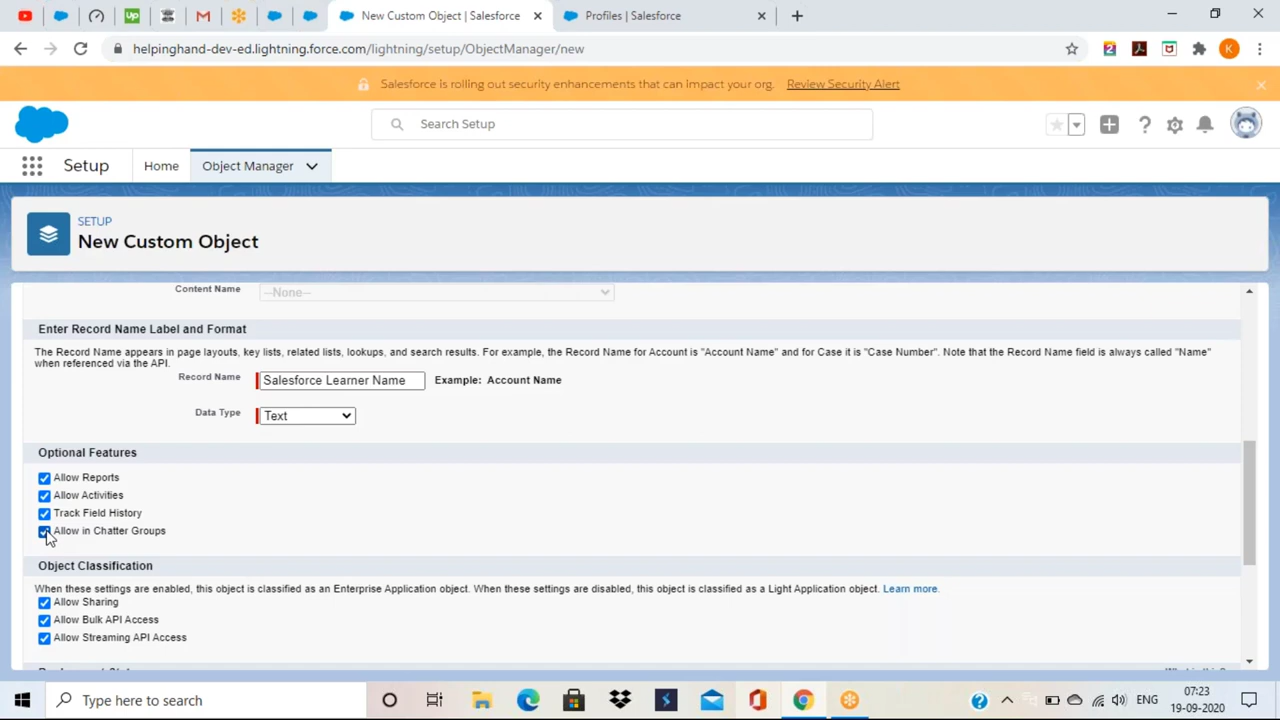 Up
New Custom Object | Salesforce
Profiles | Salesforce
helpinghand-dev-ed.lightning.force.com/lightning/setup/ObjectManager/new
K
Salesforce is rolling out security enhancements that can impact your org. Review Security Alert
Search Setup
Setup
Home
Object Manager
SETUP
New Custom Object
Content Name
--None--
Enter Record Name Label and Format
The Record Name appears in page layouts, key lists, related lists, lookups, and search results. For example, the Record Name for Account is "Account Name" and for Case it is "Case Number". Note that the Record Name field is always called "Name"
when referenced via the API.
Record Name
Salesforce Learner Name
Example: Account Name
Data Type
Text
Optional Features
Allow Reports
Allow Activities
Track Field History
Allow in Chatter Groups
Object Classification
When these settings are enabled, this object is classified as an Enterprise Application object. When these settings are disabled, this object is classified as a Light Application object. Learn more.
Allow Sharing
Allow Bulk API Access
Allow Streaming API Access
Type here to search
ENG
07:23
19-09-2020